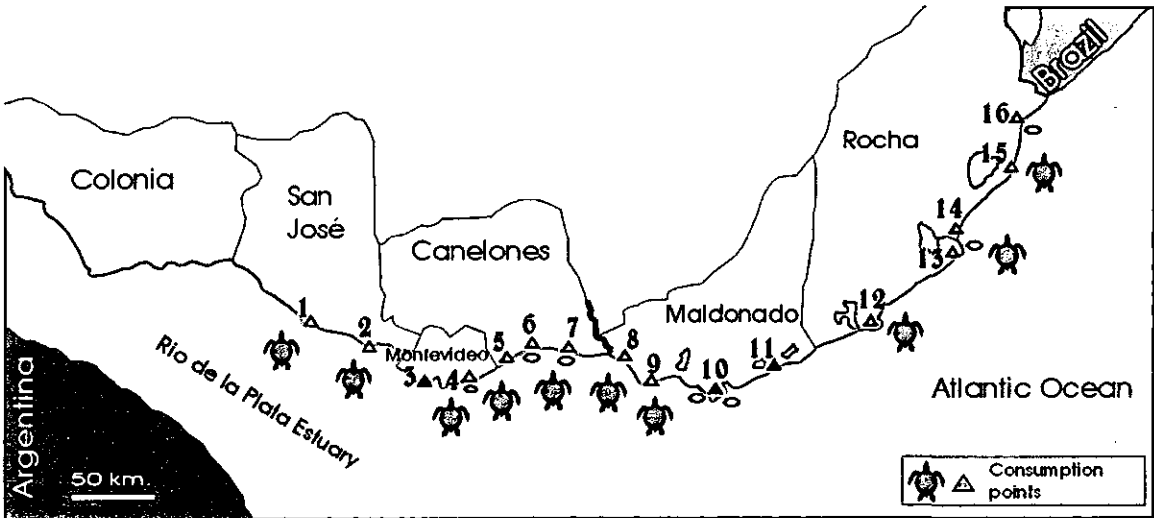 Brazil
16
Rocha
15
Colonia
San
José
14
13
Canelones
Maldonado
12
1
2
Montevideo
3
4
5
6
7
8
9
10
11
Rio de la Plata Estuary
Atlantic Ocean
Argentina
50 km.
Consumption
points